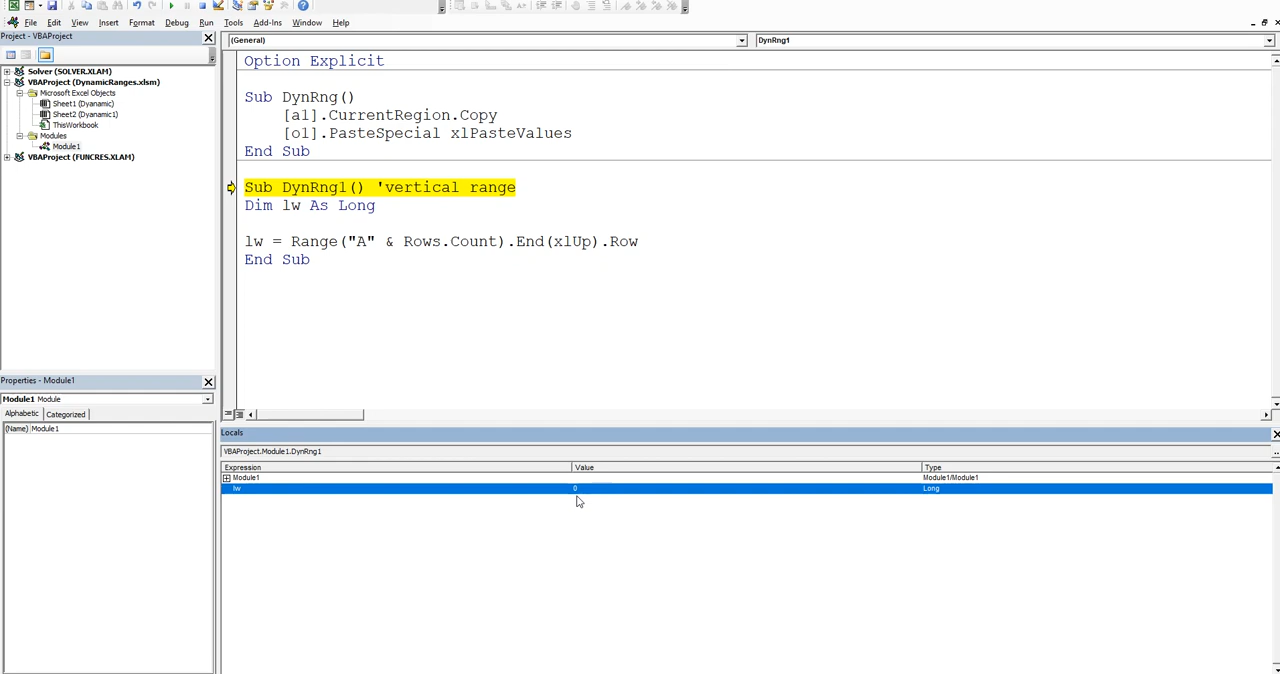 File Edit View Insert Format Debug Run Tools Add-Ins Window Help
Project - VBAProject
Solver (SOLVER.XLAM)
VBAProject (DynamicRanges.xlsm)
Microsoft Excel Objects
Sheet1 (Dyanamic)
Sheet2 (Dyanamic1)
ThisWorkbook
Modules
Module1
VBAProject (FUNCRES.XLAM)
Properties - Module1
Module1 Module
Alphabetic Categorized
(Name) Module1
(General) DynRng1
Option Explicit
Sub DynRng()
[a1].CurrentRegion.Copy
[o1].PasteSpecial xlPasteValues
End Sub
Sub DynRng1() 'vertical range
Dim lw As Long
lw = Range("A" & Rows.Count).End(xlUp).Row
End Sub
Locals
VBAProject.Module1.DynRng1
Expression Value Type
Module1 Module1/Module1
lw 0 Long